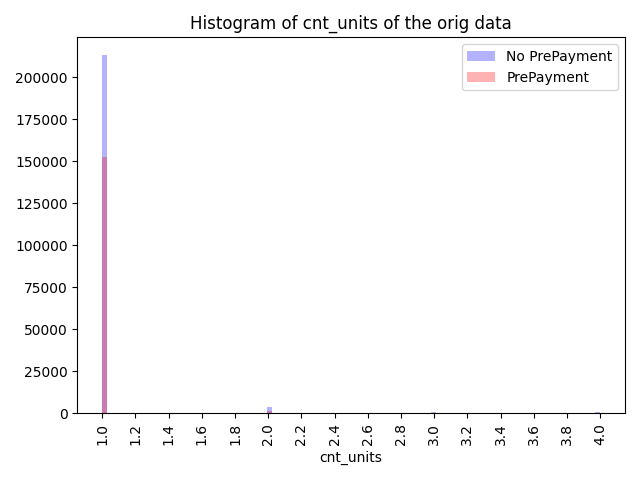 Histogram of cnt_units of the orig data
No PrePayment
PrePayment
200000
175000
150000
125000
100000
75000
50000
25000
0
1.0 1.2 1.4 1.6 1.8 2.0 2.2 2.4 2.6 2.8 3.0 3.2 3.4 3.6 3.8 4.0
cnt_units